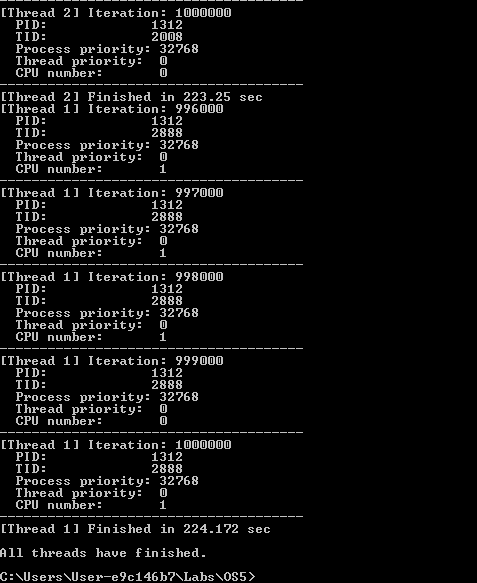 [Thread 2] Iteration: 1000000
  PID:             1312
  TID:             2008
  Process priority: 32768
  Thread priority:  0
  CPU number:       0
--------------------------------------
[Thread 2] Finished in 223.25 sec
[Thread 1] Iteration: 996000
  PID:             1312
  TID:             2888
  Process priority: 32768
  Thread priority:  0
  CPU number:       1
--------------------------------------
[Thread 1] Iteration: 997000
  PID:             1312
  TID:             2888
  Process priority: 32768
  Thread priority:  0
  CPU number:       1
--------------------------------------
[Thread 1] Iteration: 998000
  PID:             1312
  TID:             2888
  Process priority: 32768
  Thread priority:  0
  CPU number:       1
--------------------------------------
[Thread 1] Iteration: 999000
  PID:             1312
  TID:             2888
  Process priority: 32768
  Thread priority:  0
  CPU number:       0
--------------------------------------
[Thread 1] Iteration: 1000000
  PID:             1312
  TID:             2888
  Process priority: 32768
  Thread priority:  0
  CPU number:       1
--------------------------------------
[Thread 1] Finished in 224.172 sec

All threads have finished.

C:\Users\User-e9c146b7\Labs\OS5>